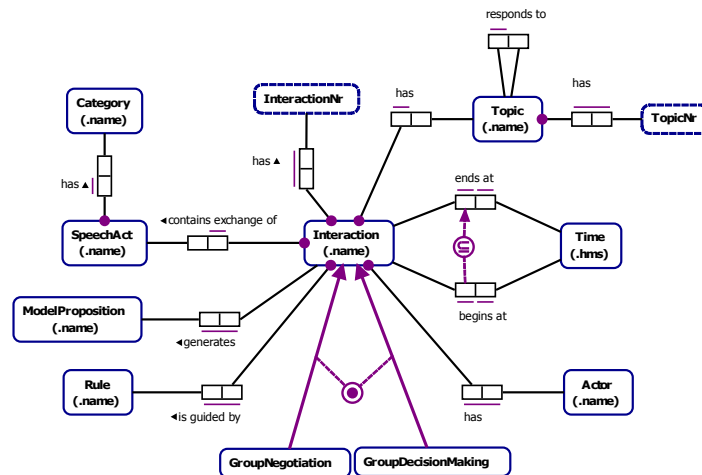 responds to
has
has
Category
(.name)
InteractionNr
Topic
(.name)
TopicNr
has ▲
has ▲
ends at
◄contains exchange of
SpeechAct
(.name)
Interaction
(.name)
Time
(.hms)
begins at
ModelProposition
(.name)
◄generates
Rule
(.name)
Actor
(.name)
◄is guided by
has
GroupNegotiation
GroupDecisionMaking